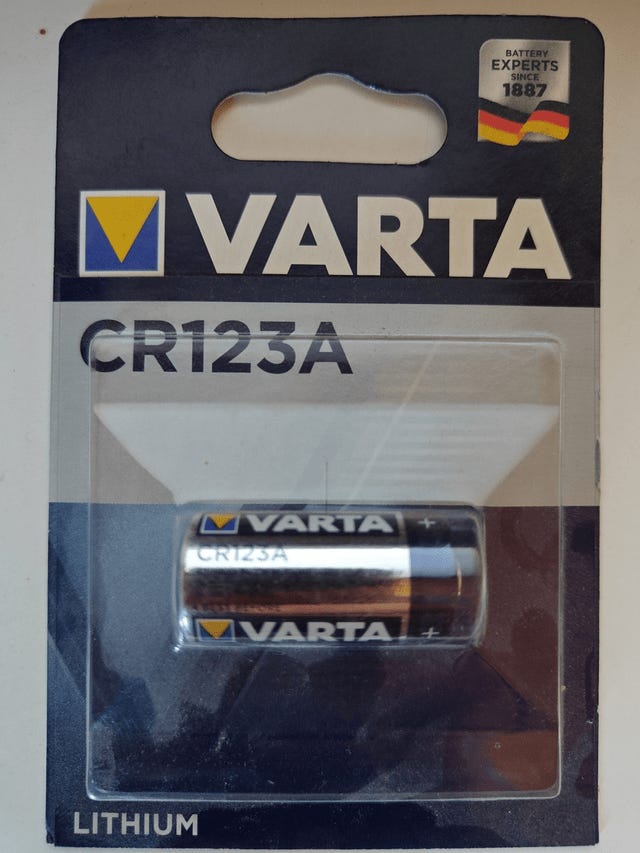 BATTERY
EXPERTS
SINCE
1887
VARTA
CR123A
VARTA +
CR123A
VARTA +
LITHIUM